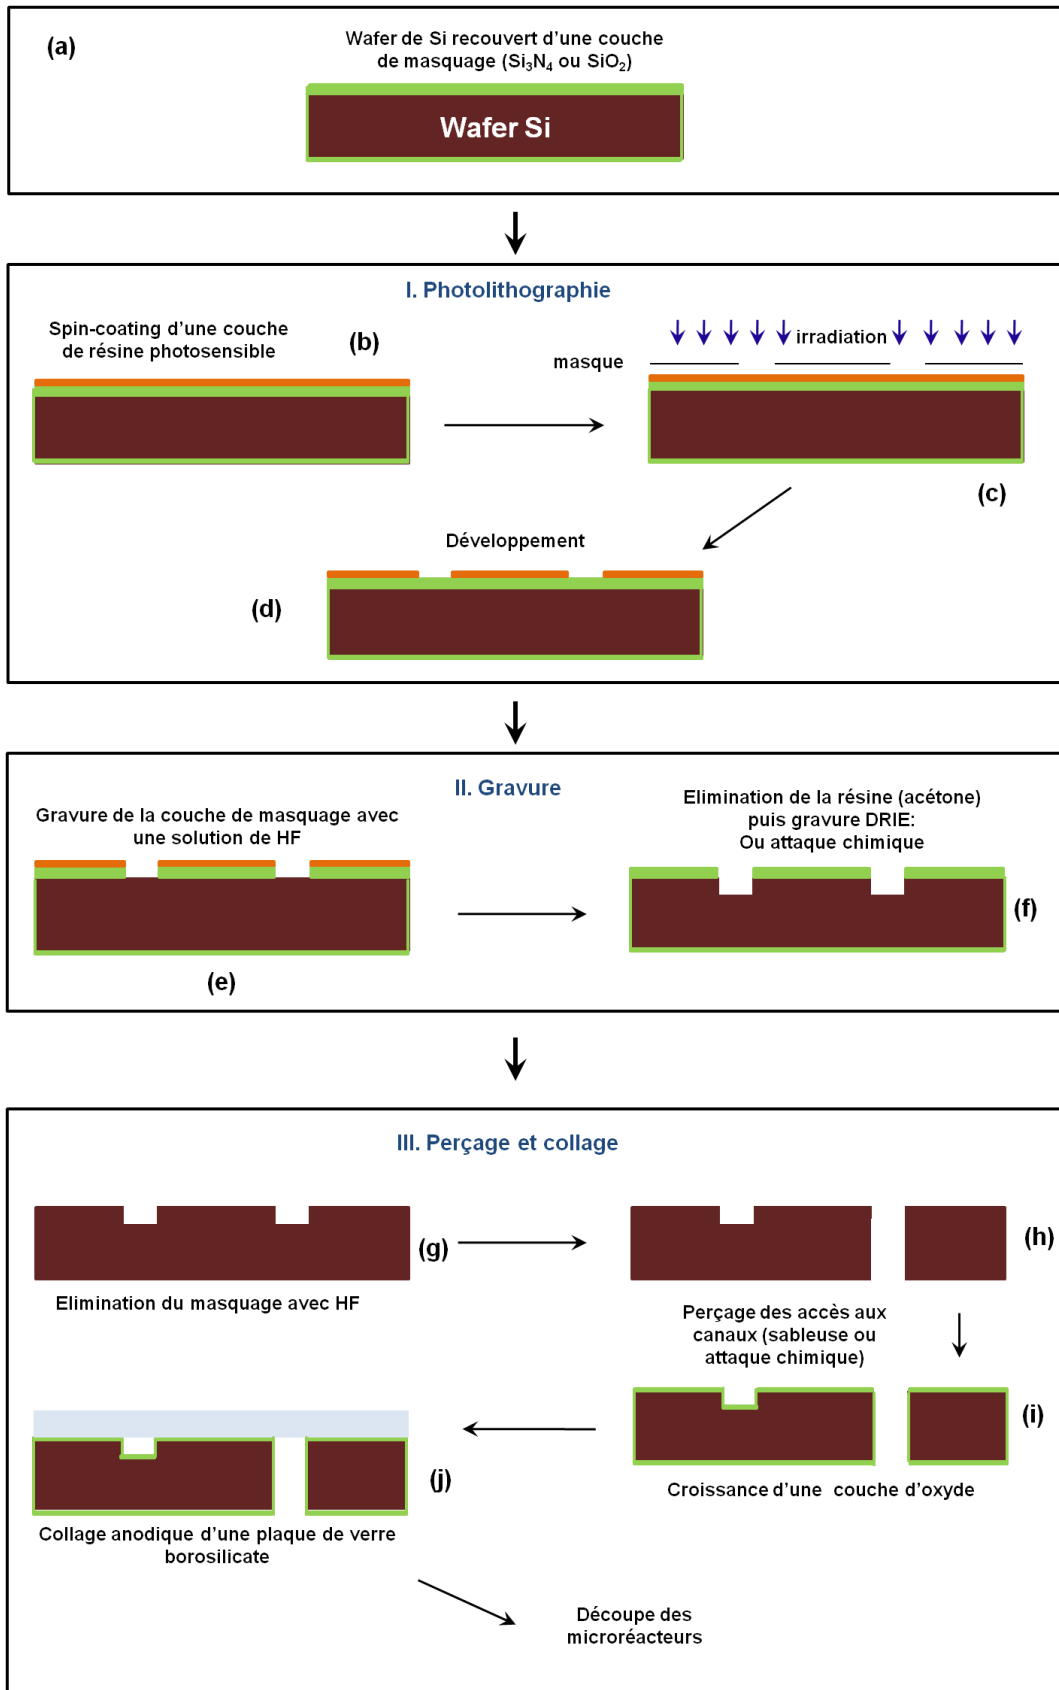 (a)
Wafer de Si recouvert d'une couche
de masquage (Si₃N₄ ou SiO₂)
Wafer Si
I. Photolithographie
Spin-coating d'une couche
de résine photosensible
(b)
irradiation
masque
(c)
Développement
(d)
II. Gravure
Gravure de la couche de masquage avec
une solution de HF
(e)
Elimination de la résine (acétone)
puis gravure DRIE:
Ou attaque chimique
(f)
III. Perçage et collage
(g)
Elimination du masquage avec HF
(h)
Perçage des accès aux
canaux (sableuse ou
attaque chimique)
(i)
Croissance d'une couche d'oxyde
(j)
Collage anodique d'une plaque de verre
borosilicate
Découpe des
microréacteurs